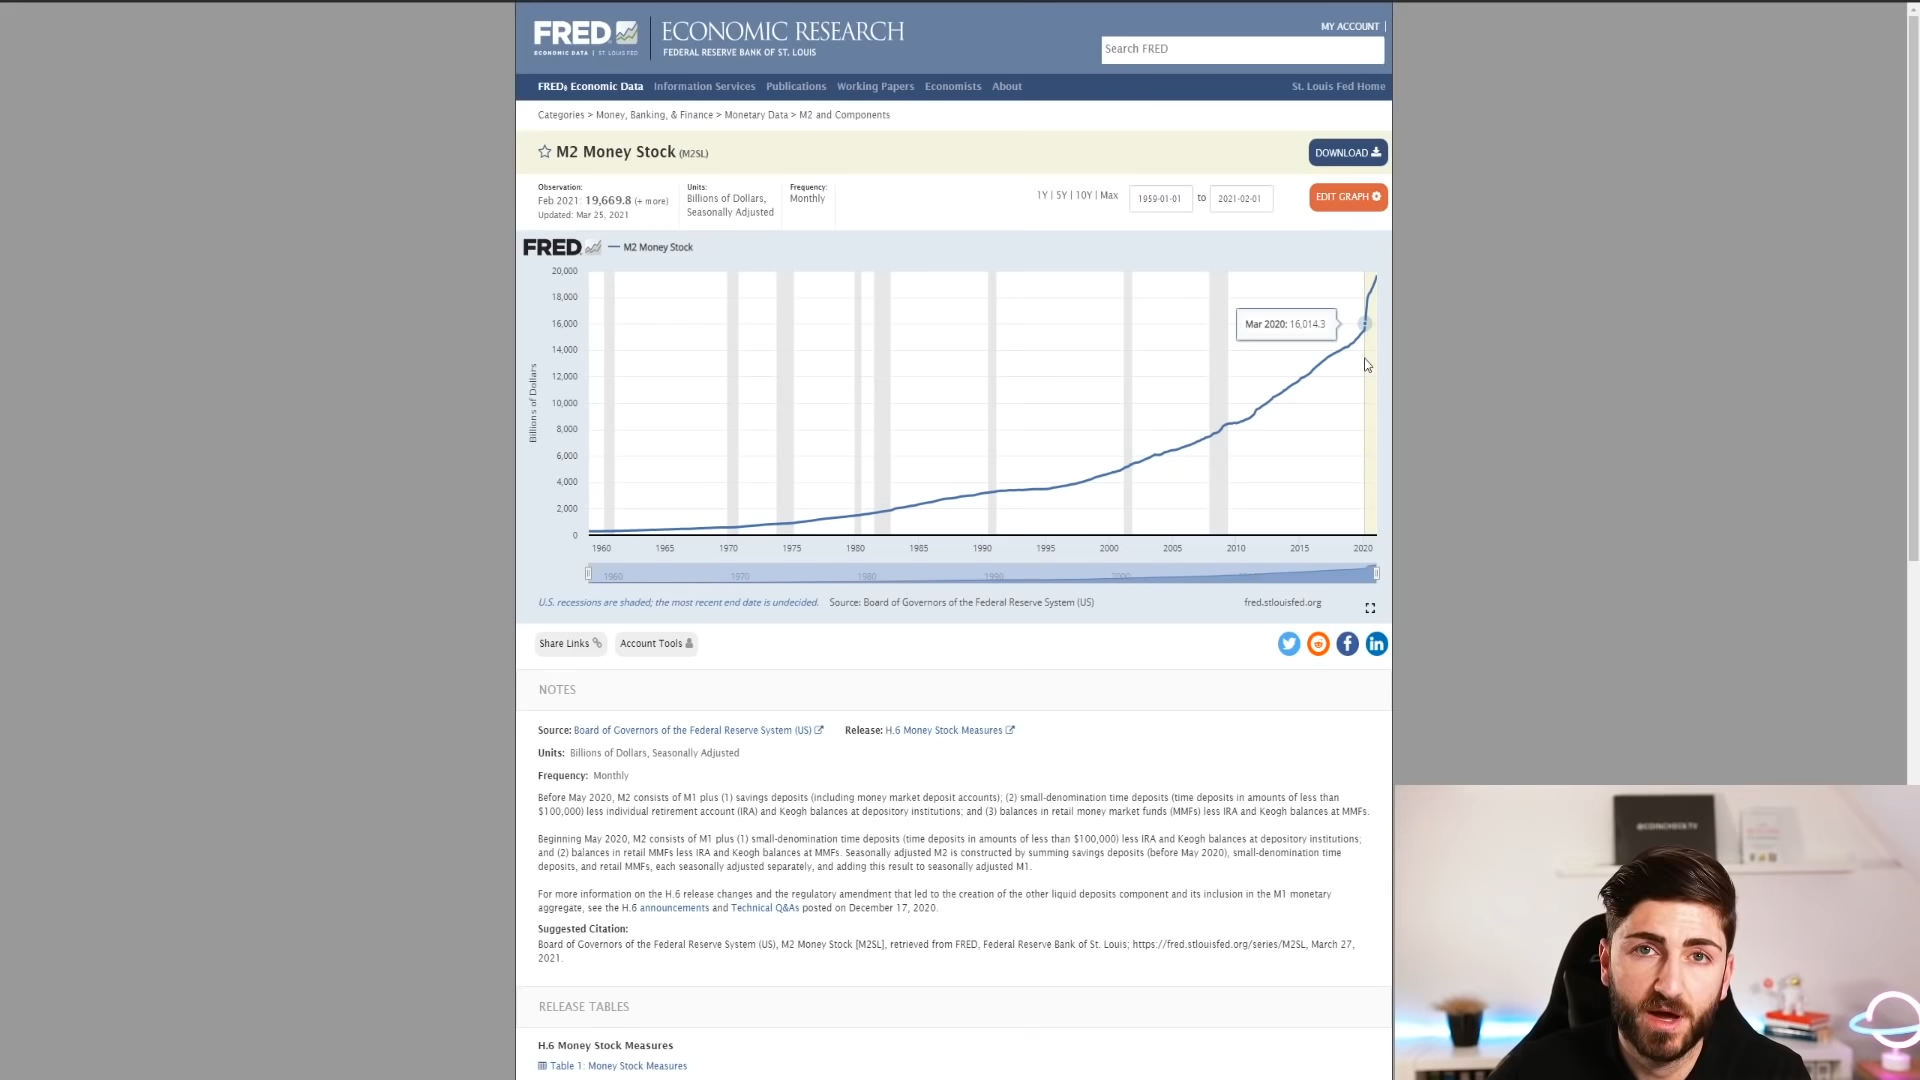 FRED
ECONOMIC DATA | ST. LOUIS FED
ECONOMIC RESEARCH
FEDERAL RESERVE BANK OF ST. LOUIS
MY ACCOUNT |
Search FRED
FRED® Economic Data Information Services Publications Working Papers Economists About St. Louis Fed Home
Categories > Money, Banking, & Finance > Monetary Data > M2 and Components
M2 Money Stock (M2SL)
DOWNLOAD
Observation:
Feb 2021: 19,669.8 (+ more)
Updated: Mar 25, 2021
Units:
Billions of Dollars,
Seasonally Adjusted
Frequency:
Monthly
1Y | 5Y | 10Y | Max
1959-01-01 to 2021-02-01
EDIT GRAPH
FRED
M2 Money Stock
Billions of Dollars
20,000
18,000
16,000
14,000
12,000
10,000
8,000
6,000
4,000
2,000
0
Mar 2020: 16,014.3
1960 1965 1970 1975 1980 1985 1990 1995 2000 2005 2010 2015 2020
1960 1970 1980 1990 2000
U.S. recessions are shaded; the most recent end date is undecided. Source: Board of Governors of the Federal Reserve System (US) fred.stlouisfed.org
Share Links Account Tools
NOTES
Source: Board of Governors of the Federal Reserve System (US) Release: H.6 Money Stock Measures
Units: Billions of Dollars, Seasonally Adjusted
Frequency: Monthly
Before May 2020, M2 consists of M1 plus (1) savings deposits (including money market deposit accounts); (2) small-denomination time deposits (time deposits in amounts of less than
$100,000) less individual retirement account (IRA) and Keogh balances at depository institutions; and (3) balances in retail money market funds (MMFs) less IRA and Keogh balances at MMFs.
Beginning May 2020, M2 consists of M1 plus (1) small-denomination time deposits (time deposits in amounts of less than $100,000) less IRA and Keogh balances at depository institutions;
and (2) balances in retail MMFs less IRA and Keogh balances at MMFs. Seasonally adjusted M2 is constructed by summing savings deposits (before May 2020), small-denomination time
deposits, and retail MMFs, each seasonally adjusted separately, and adding this result to seasonally adjusted M1.
For more information on the H.6 release changes and the regulatory amendment that led to the creation of the other liquid deposits component and its inclusion in the M1 monetary
aggregate, see the H.6 announcements and Technical Q&As posted on December 17, 2020.
Suggested Citation:
Board of Governors of the Federal Reserve System (US), M2 Money Stock [M2SL], retrieved from FRED, Federal Reserve Bank of St. Louis; https://fred.stlouisfed.org/series/M2SL, March 27,
2021.
RELEASE TABLES
H.6 Money Stock Measures
Table 1: Money Stock Measures
@COINCHECKTV